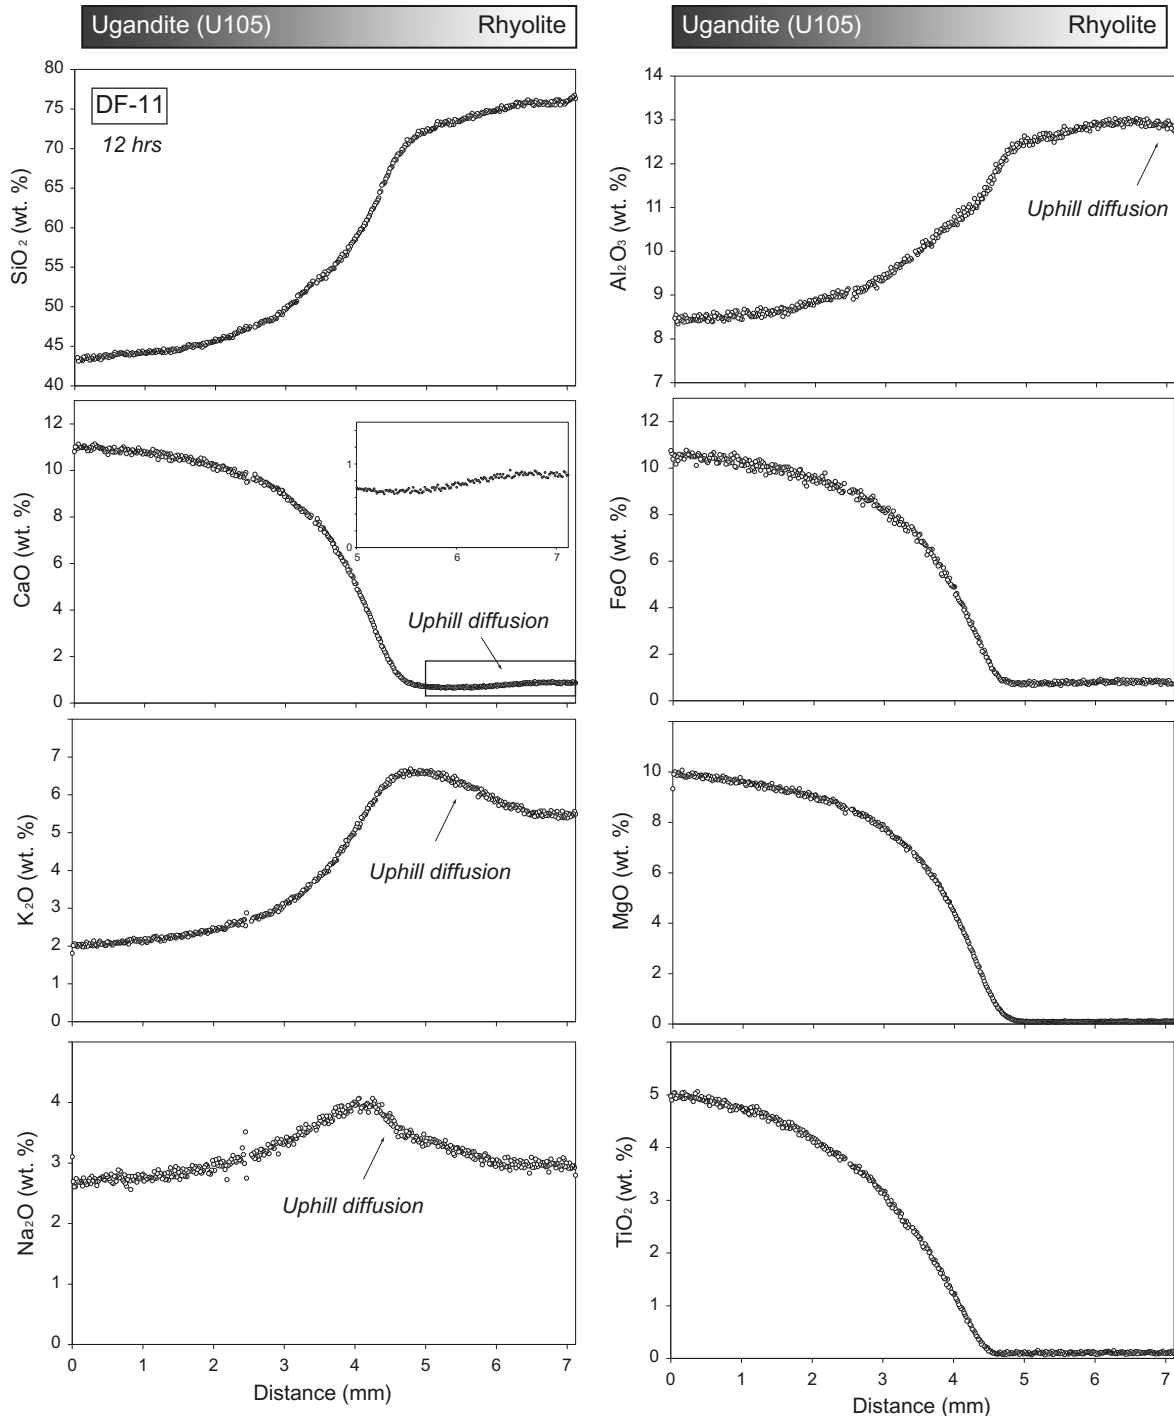 Ugandite (U105) Rhyolite
Ugandite (U105) Rhyolite
DF-11
12 hrs
SiO2 (wt. %)
80
75
70
65
60
55
50
45
40
Al2O3 (wt. %)
14
13
12
11
10
9
8
7
Uphill diffusion
CaO (wt. %)
12
10
8
6
4
2
0
1
0
5 6 7
Uphill diffusion
FeO (wt. %)
12
10
8
6
4
2
0
K2O (wt. %)
7
6
5
4
3
2
1
0
Uphill diffusion
MgO (wt. %)
10
8
6
4
2
0
Na2O (wt. %)
4
3
2
1
0
Uphill diffusion
0 1 2 3 4 5 6 7
Distance (mm)
TiO2 (wt. %)
5
4
3
2
1
0
0 1 2 3 4 5 6 7
Distance (mm)